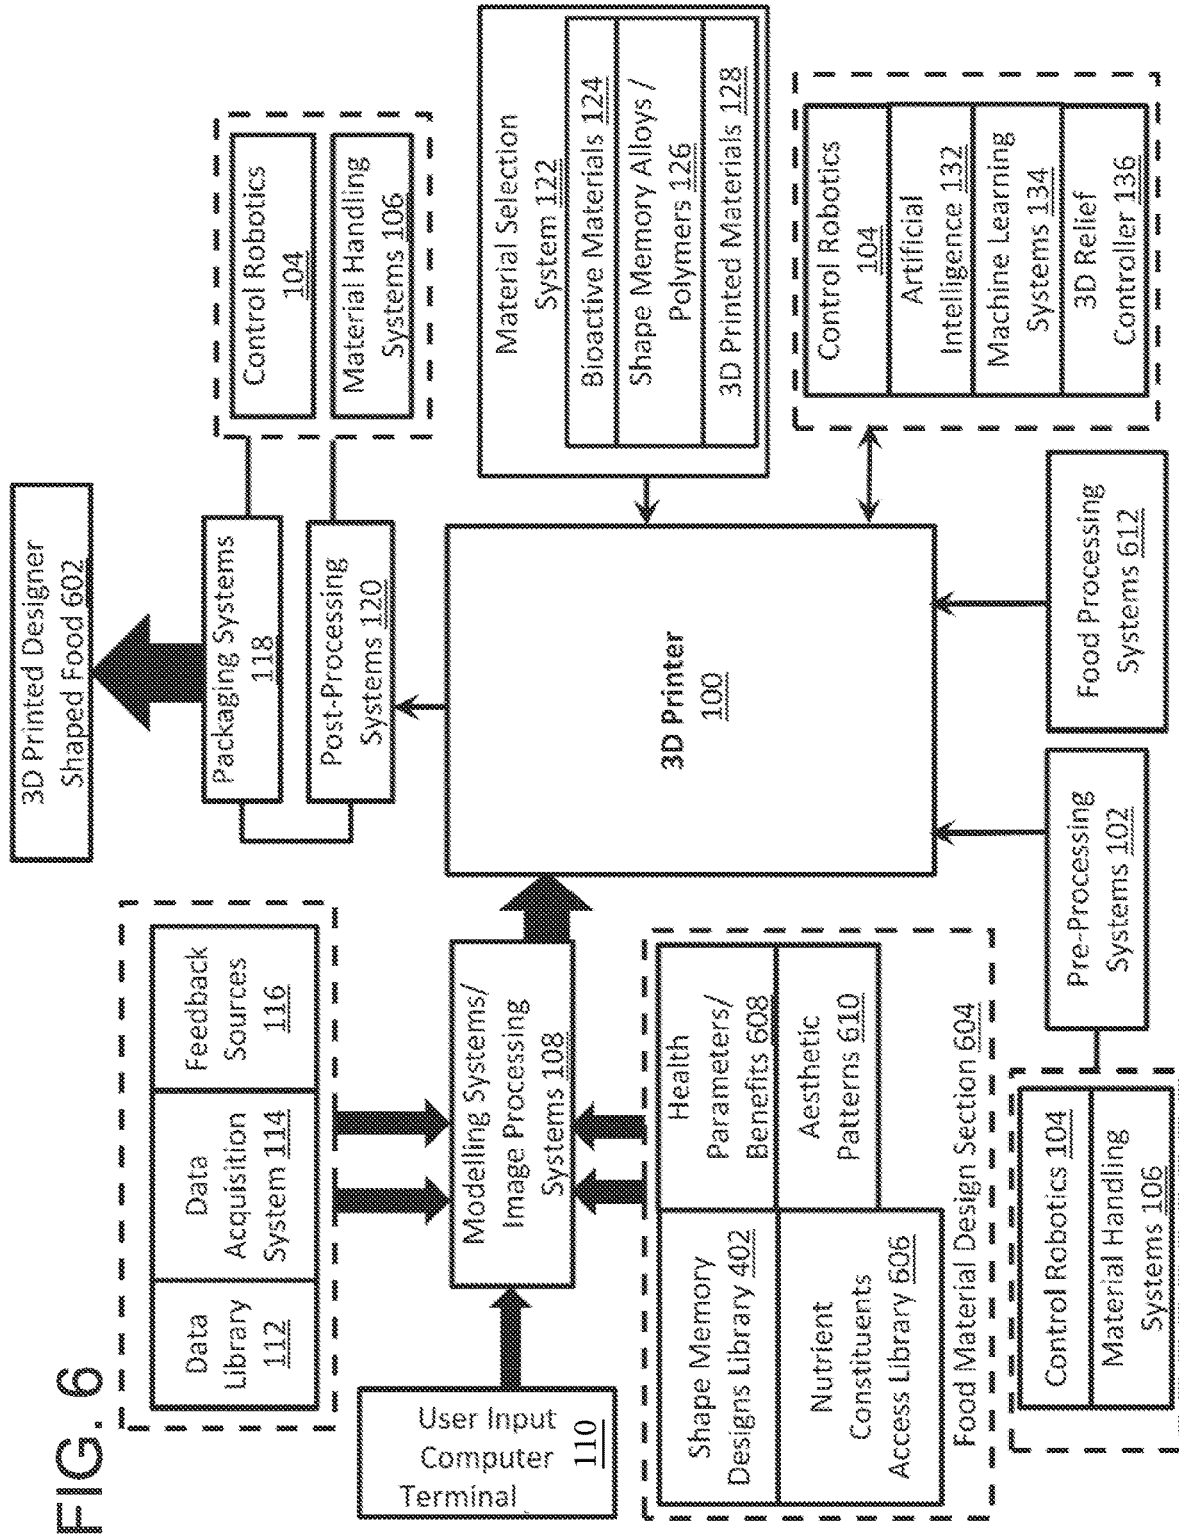 FIG. 6
3D Printed Designer
Shaped Food 602
Data
Library
112
Data
Acquisition
System 114
Feedback
Sources
116
Packaging Systems
118
Post-Processing
Systems 120
Control Robotics
104
Material Handling
Systems 106
User Input
Computer
Terminal
110
Modelling Systems/
Image Processing
Systems 108
3D Printer
100
Material Selection
System 122
Bioactive Materials 124
Shape Memory Alloys /
Polymers 126
3D Printed Materials 128
Shape Memory
Designs Library 402
Health
Parameters/
Benefits 608
Nutrient
Constituents
Access Library 606
Aesthetic
Patterns 610
Food Material Design Section 604
Control Robotics
104
Artificial
Intelligence 132
Machine Learning
Systems 134
3D Relief
Controller 136
Control Robotics 104
Material Handling
Systems 106
Pre-Processing
Systems 102
Food Processing
Systems 612